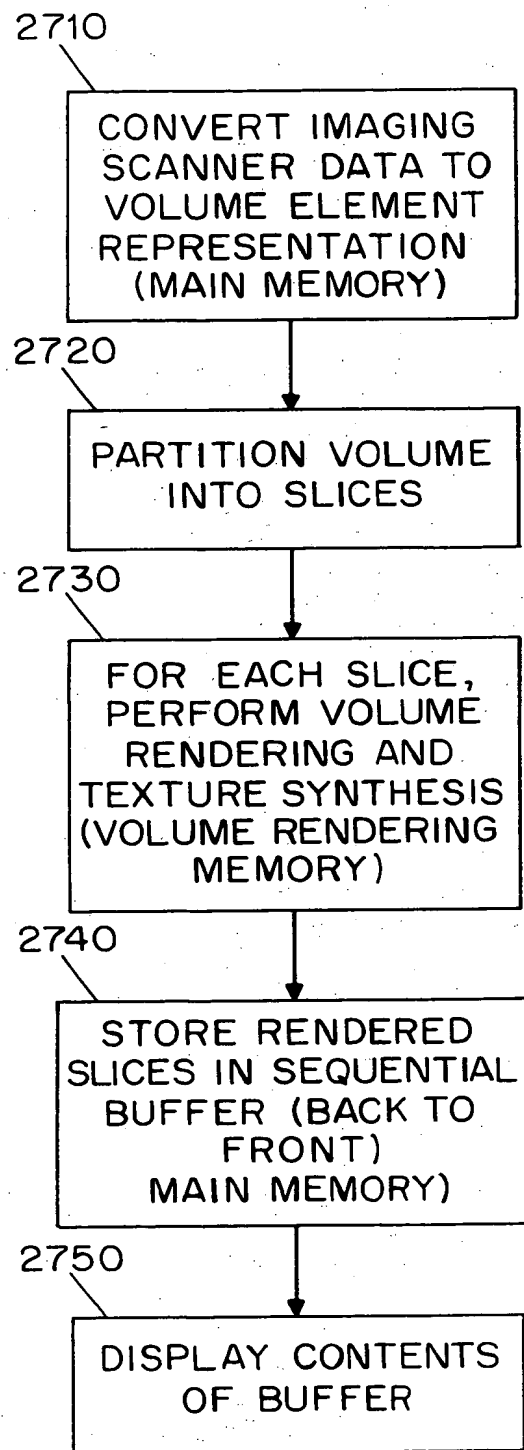 2710
CONVERT IMAGING
SCANNER DATA TO
VOLUME ELEMENT
REPRESENTATION
(MAIN MEMORY)
2720
PARTITION VOLUME
INTO SLICES
2730
FOR EACH SLICE,
PERFORM VOLUME
RENDERING AND
TEXTURE SYNTHESIS
(VOLUME RENDERING
MEMORY)
2740
STORE RENDERED
SLICES IN SEQUENTIAL
BUFFER (BACK TO
FRONT)
MAIN MEMORY)
2750
DISPLAY CONTENTS
OF BUFFER